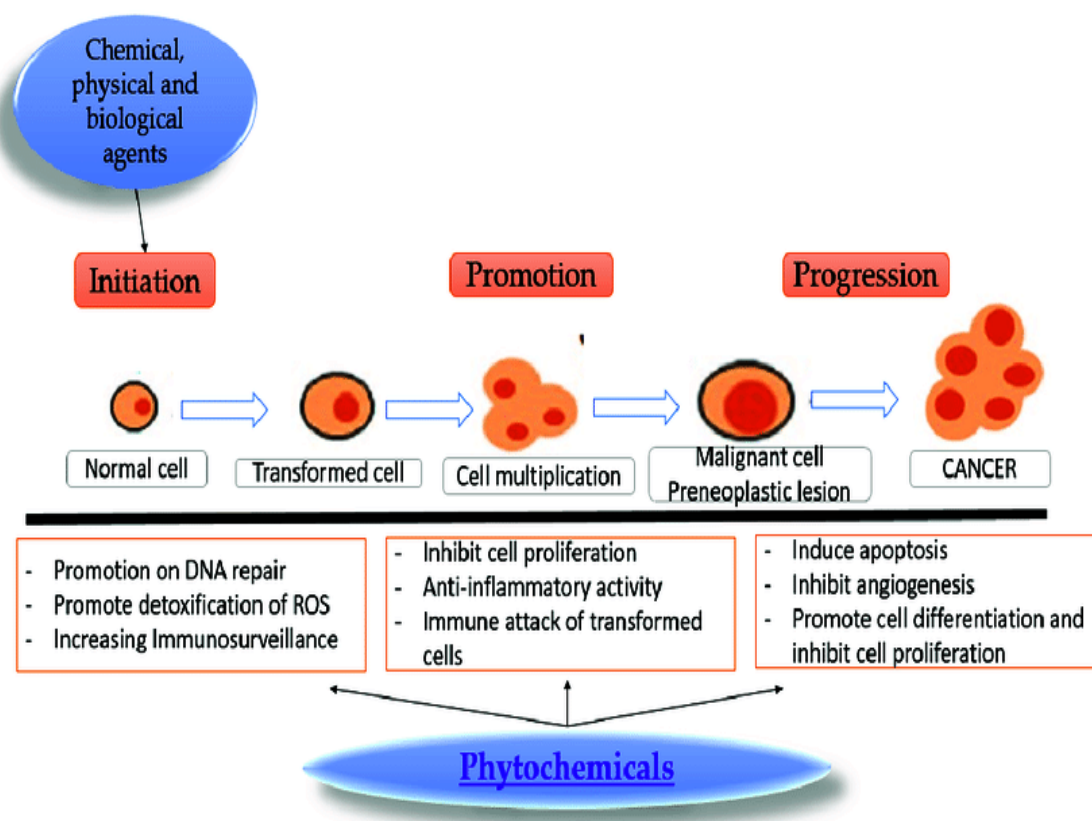 Chemical,
physical and
biological
agents
Initiation
Promotion
Progression
Normal cell
Transformed cell
Cell multiplication
Malignant cell
Preneoplastic lesion
CANCER
- Promotion on DNA repair
- Promote detoxification of ROS
- Increasing Immunosurveillance
- Inhibit cell proliferation
- Anti-inflammatory activity
- Immune attack of transformed
cells
- Induce apoptosis
- Inhibit angiogenesis
- Promote cell differentiation and
inhibit cell proliferation
Phytochemicals